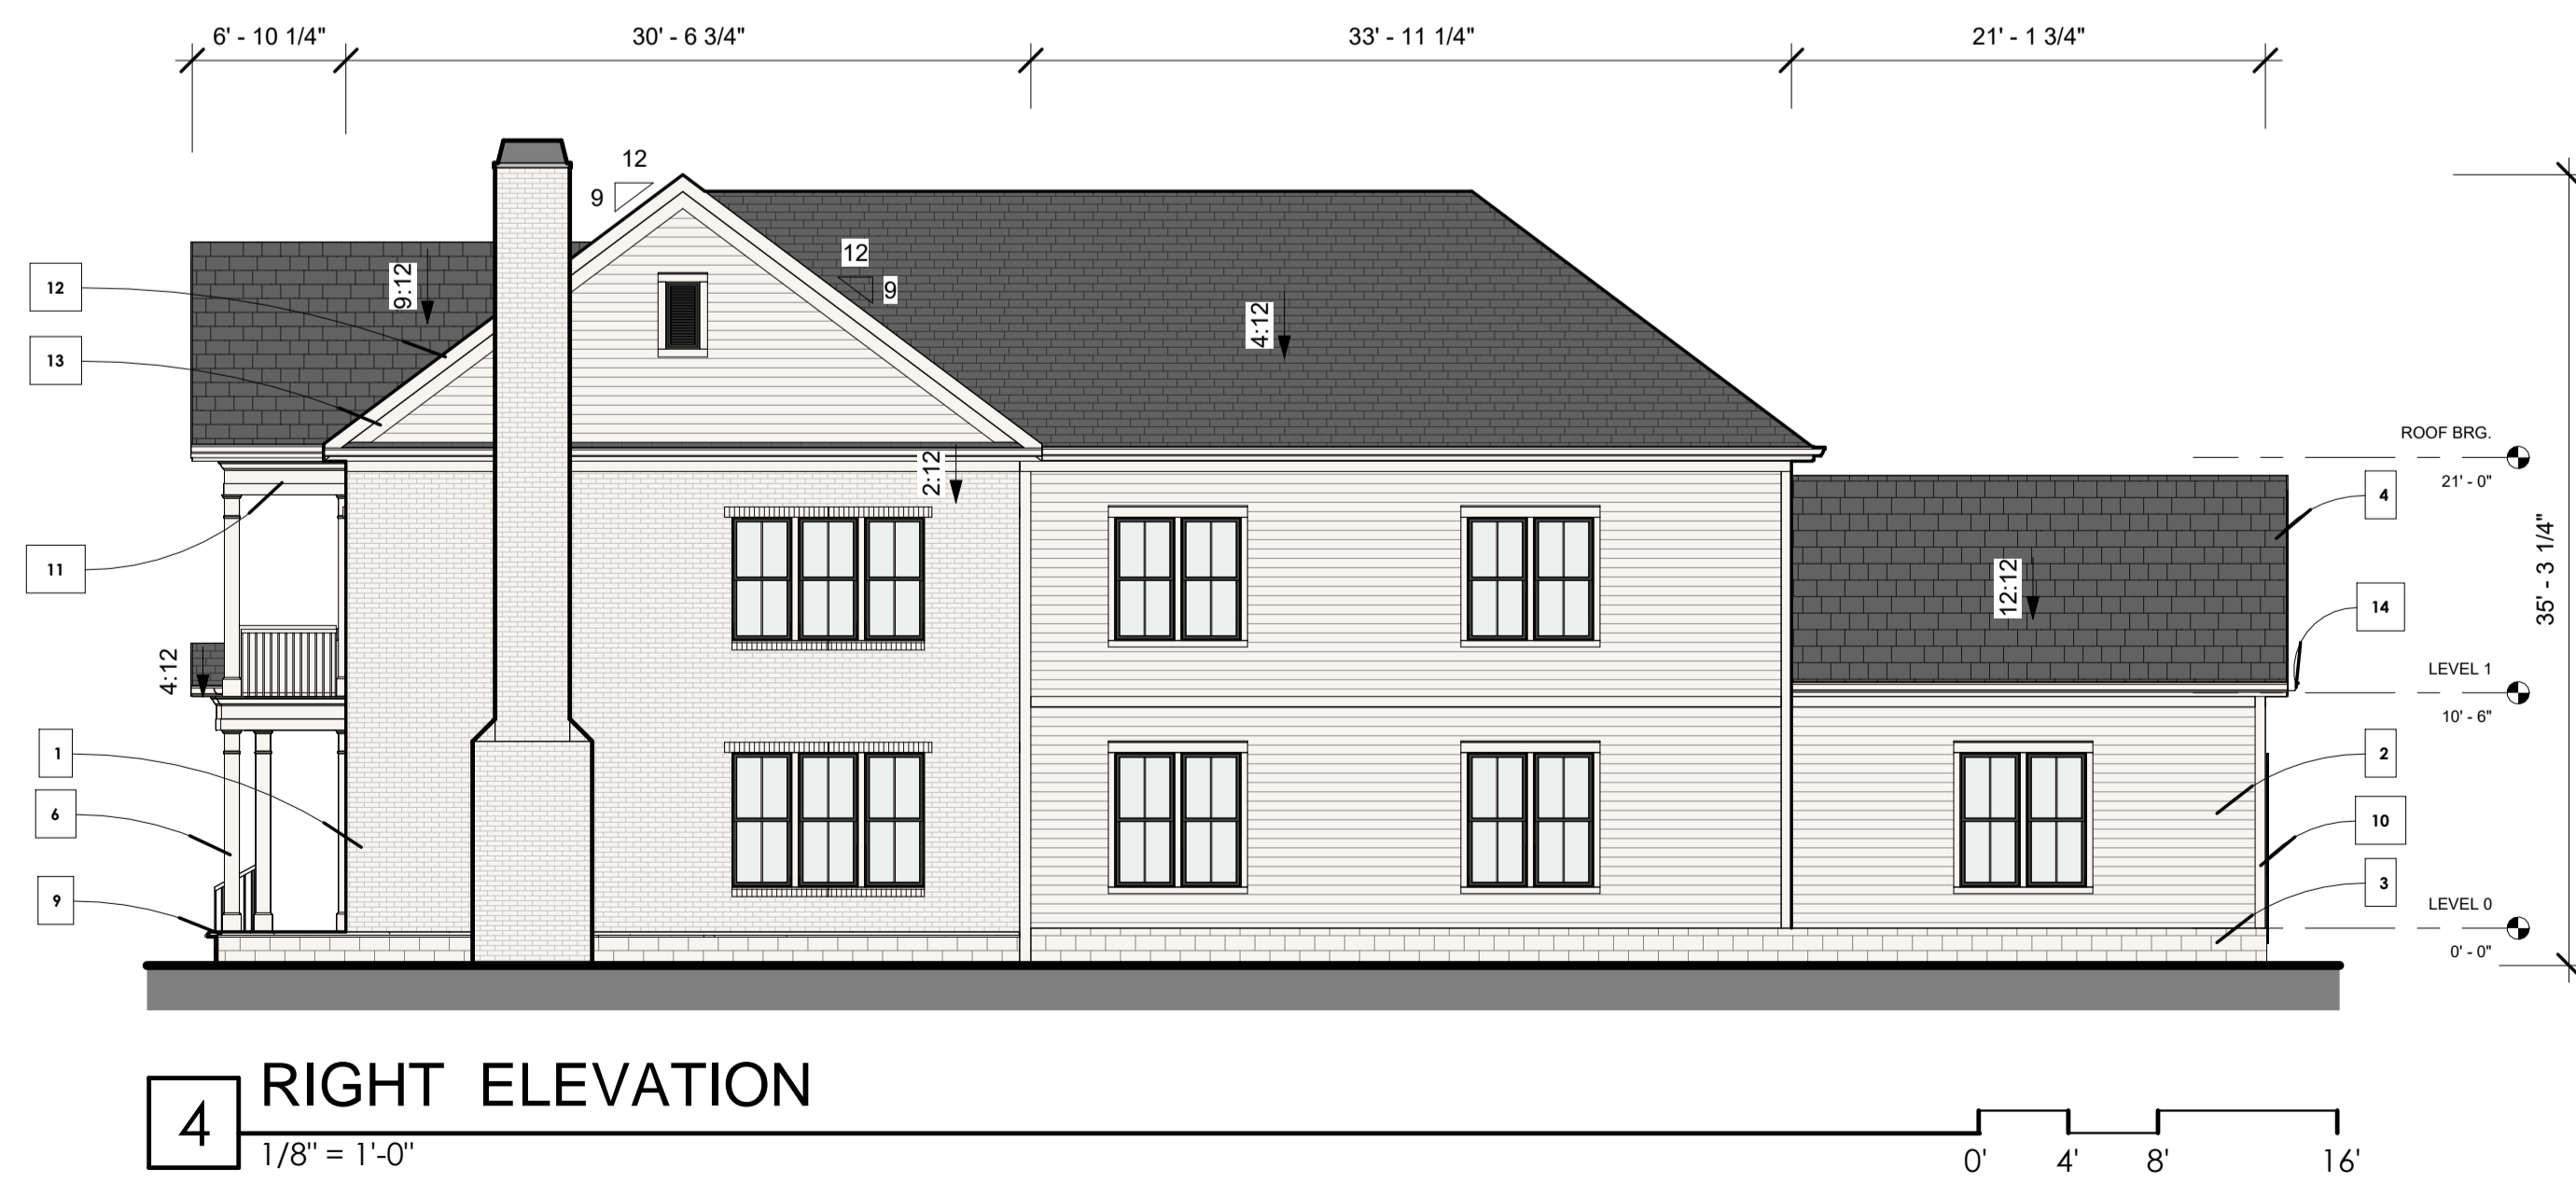 6' - 10 1/4"
30' - 6 3/4"
33' - 11 1/4"
21' - 1 3/4"
12
9
12
9
9:12
4:12
2:12
12
13
11
4:12
1
6
9
ROOF BRG.
21' - 0"
4
12:12
14
35' - 3 1/4"
LEVEL 1
10' - 6"
2
10
3
LEVEL 0
0' - 0"
4
RIGHT ELEVATION
1/8" = 1'-0"
0' 4' 8' 16'